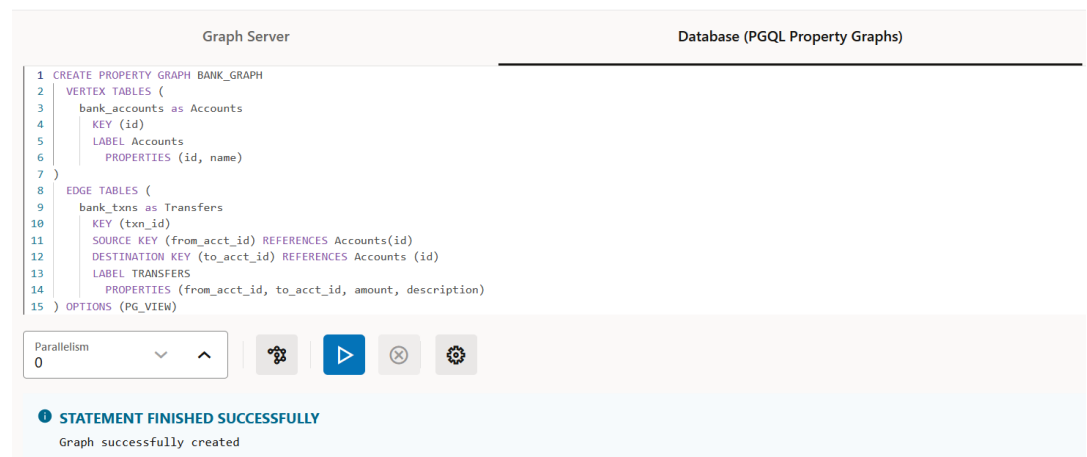 Graph Server Database (PGQL Property Graphs)
1 CREATE PROPERTY GRAPH BANK_GRAPH
2 VERTEX TABLES (
3 bank_accounts as Accounts
4 KEY (id)
5 LABEL Accounts
6 PROPERTIES (id, name)
7 )
8 EDGE TABLES (
9 bank_txns as Transfers
10 KEY (txn_id)
11 SOURCE KEY (from_acct_id) REFERENCES Accounts(id)
12 DESTINATION KEY (to_acct_id) REFERENCES Accounts (id)
13 LABEL TRANSFERS
14 PROPERTIES (from_acct_id, to_acct_id, amount, description)
15 ) OPTIONS (PG_VIEW)
Parallelism
0
STATEMENT FINISHED SUCCESSFULLY
Graph successfully created